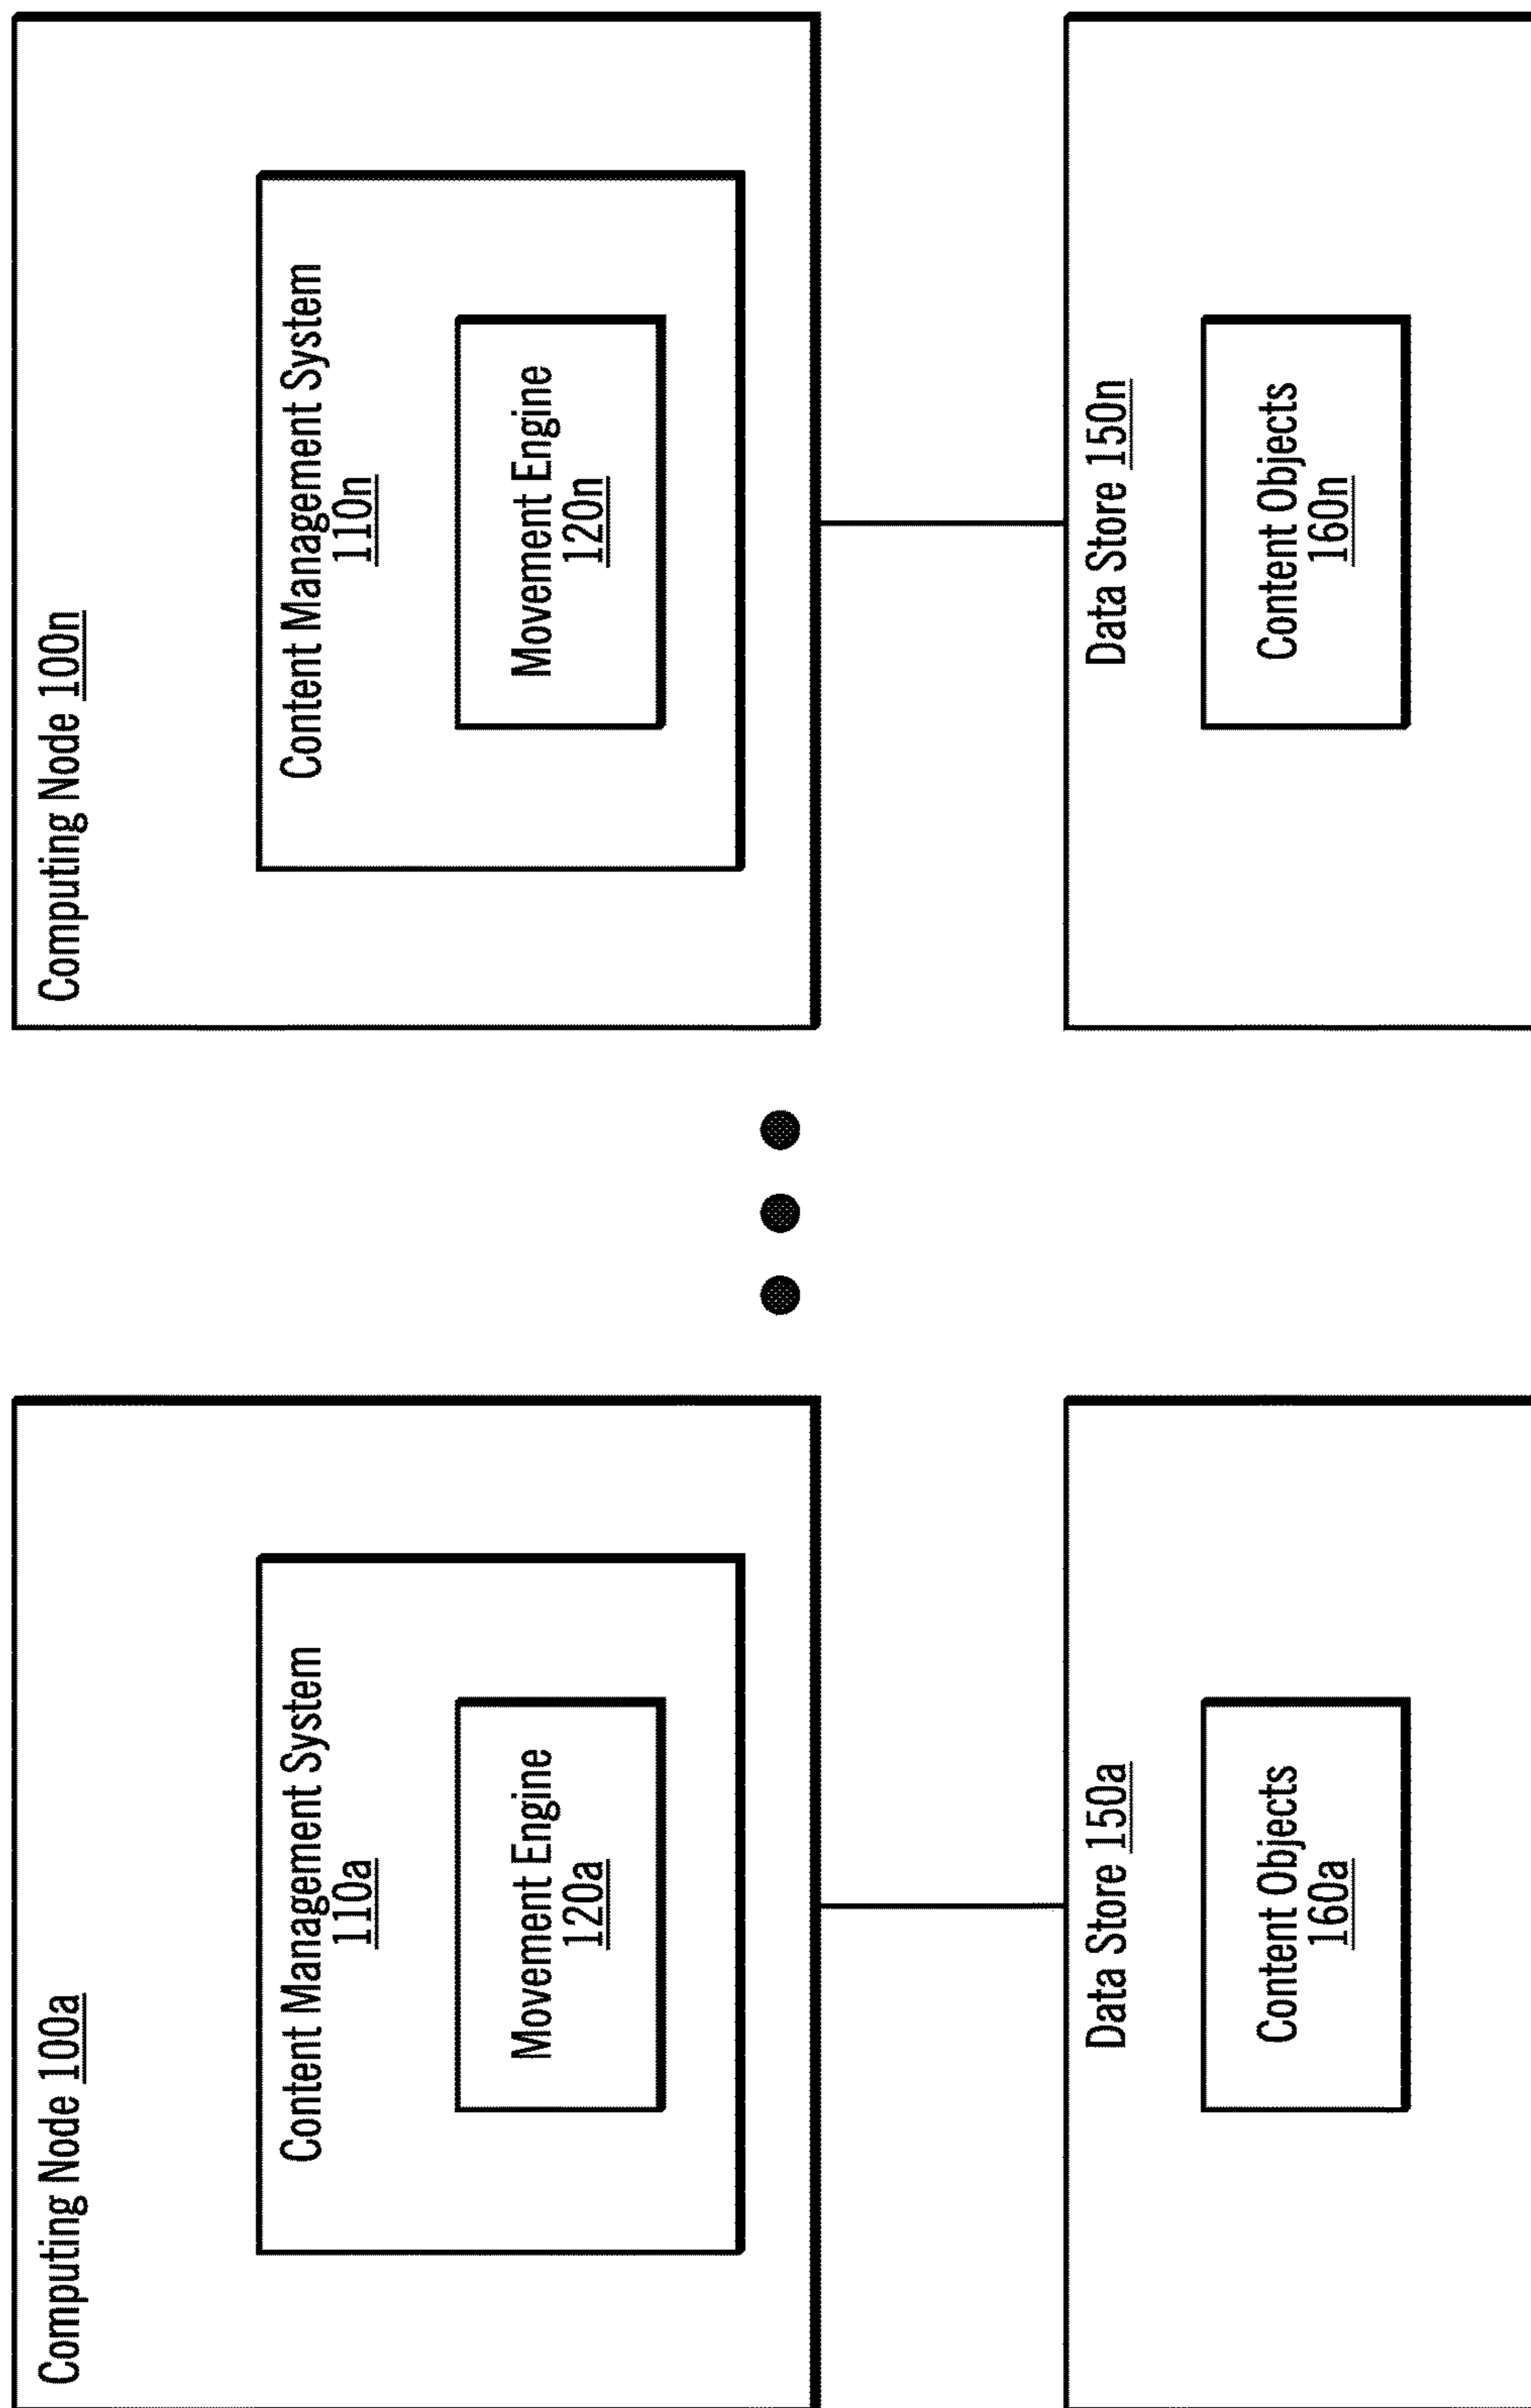 Computing Node 100a
Content Management System
110a
Movement Engine
120a
Data Store 150a
Content Objects
160a
Computing Node 100n
Content Management System
110n
Movement Engine
120n
Data Store 150n
Content Objects
160n